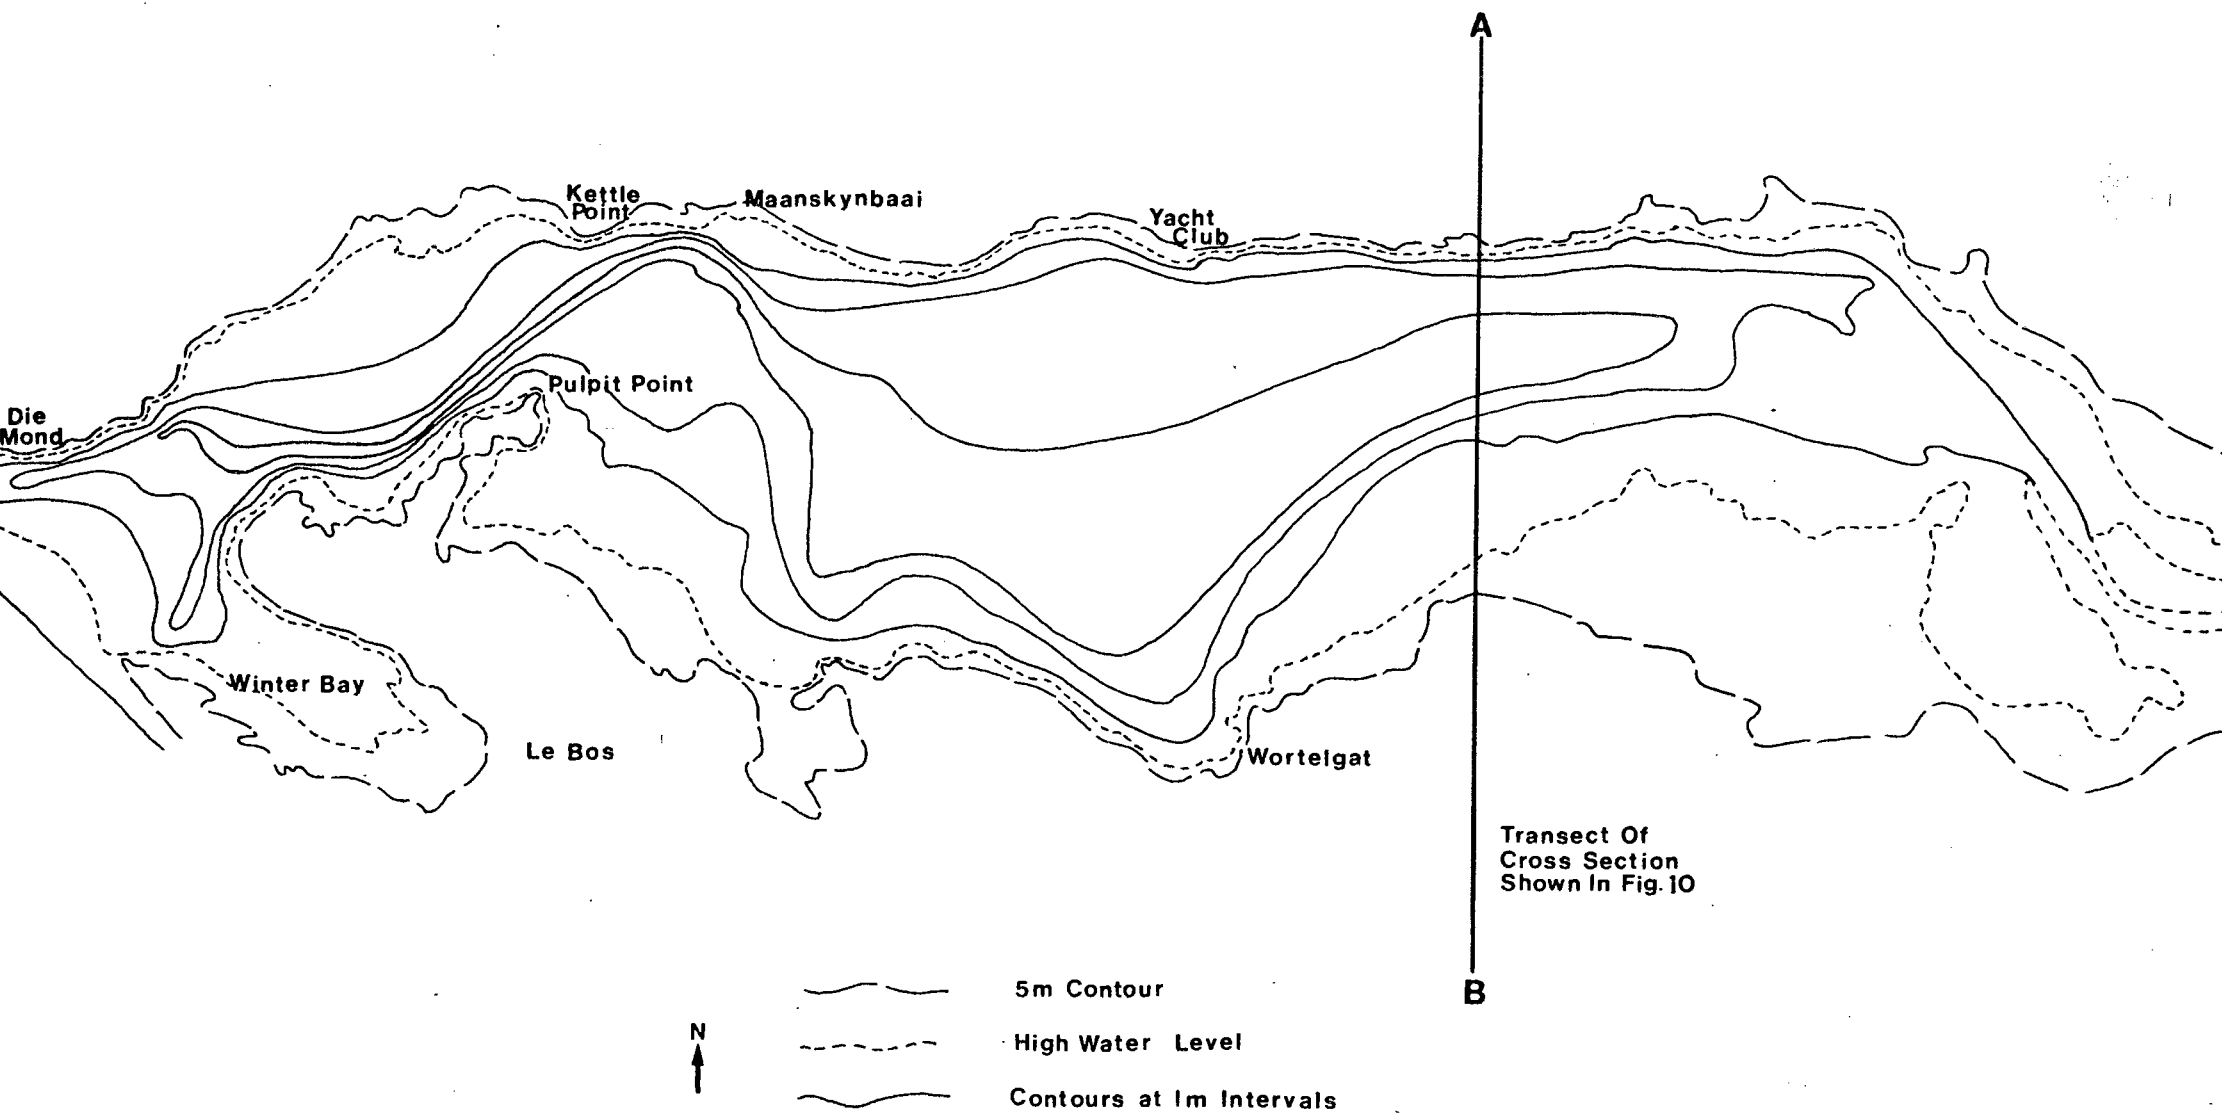 A
Kettle
Point
Maanskynbaai
Yacht
Club
Pulpit Point
Die
Mond
Winter Bay
Le Bos
Wortelgat
Transect Of
Cross Section
Shown In Fig. 10
B
5m Contour
N
High Water Level
Contours at 1m Intervals